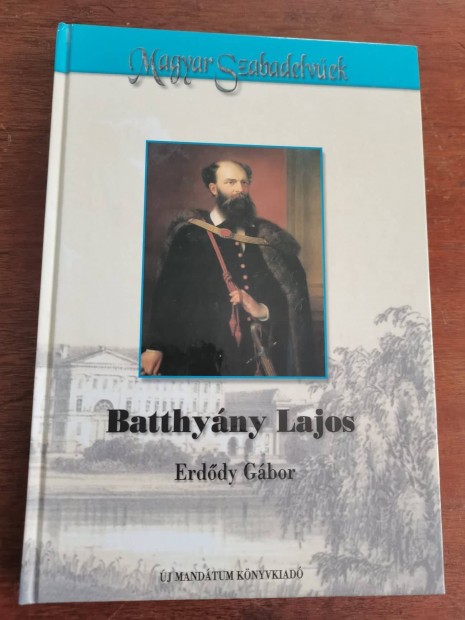 Magyar Szabadelvűek
Batthyány Lajos
Erdődy Gábor
ÚJ MANDÁTUM KÖNYVKIADÓ